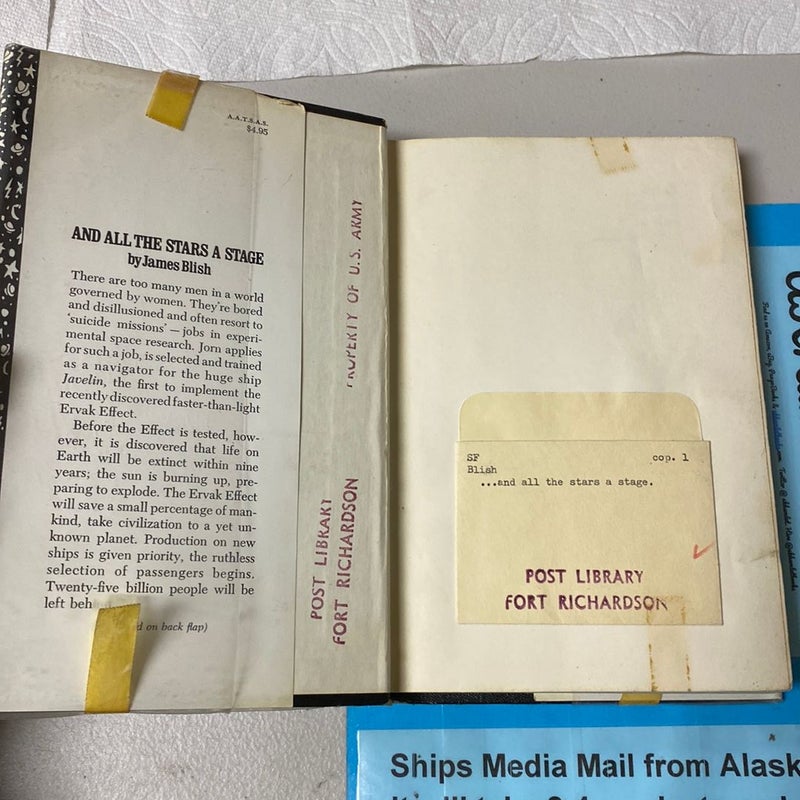 A.A.T.S.A.S.
$4.95
AND ALL THE STARS A STAGE
by James Blish
There are too many men in a world
governed by women. They're bored
and disillusioned and often resort to
'suicide missions' — jobs in experi-
mental space research. Jorn applies
for such a job, is selected and trained
as a navigator for the huge ship
Javelin, the first to implement the
recently discovered faster-than-light
Ervak Effect.
Before the Effect is tested, how-
ever, it is discovered that life on
Earth will be extinct within nine
years; the sun is burning up, pre-
paring to explode. The Ervak Effect
will save a small percentage of man-
kind, take civilization to a yet un-
known planet. Production on new
ships is given priority, the ruthless
selection of passengers begins.
Twenty-five billion people will be
left beh
d on back flap)
PROPERTY OF U.S. ARMY
POST LIBRARY
FORT RICHARDSON
SF cop. 1
Blish
...and all the stars a stage.
POST LIBRARY
FORT RICHARDSON
Ships Media Mail from Alask